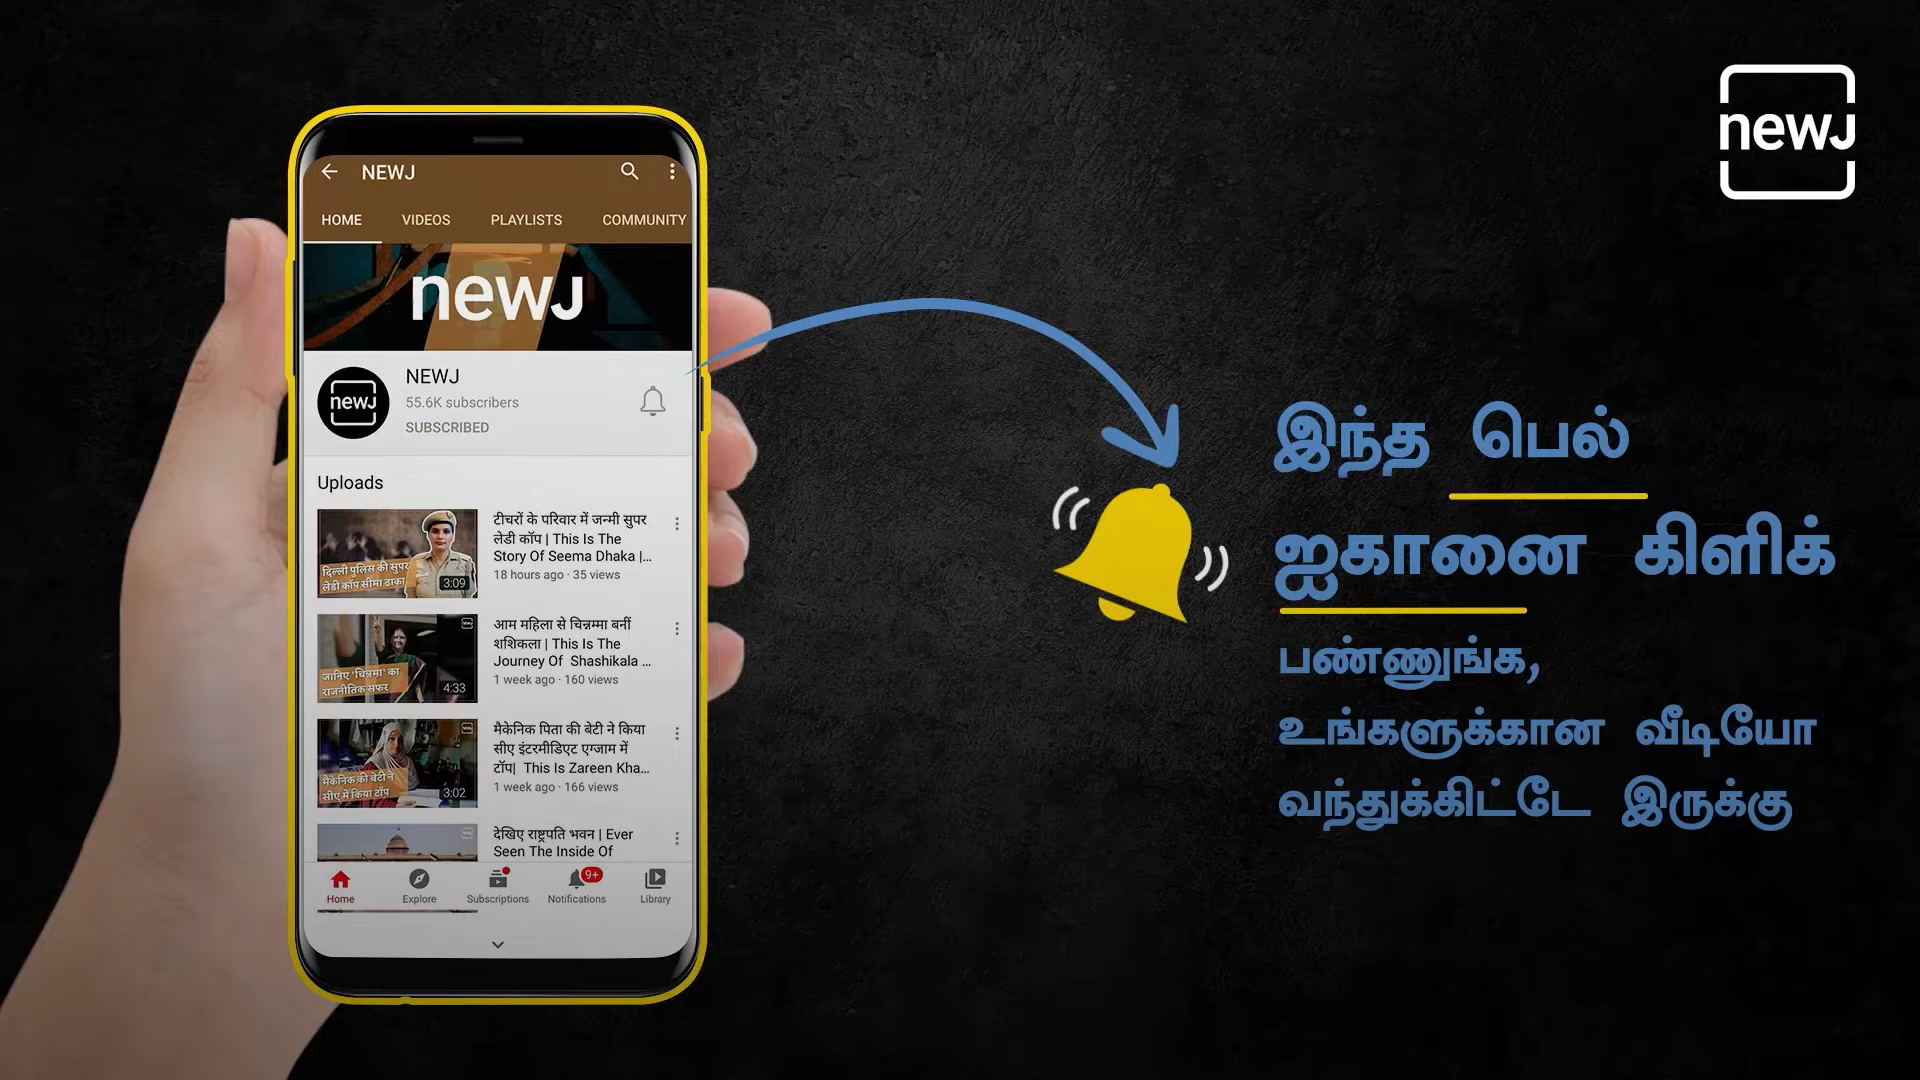 newJ
NEWJ
HOME VIDEOS PLAYLISTS COMMUNITY
newJ
newJ
NEWJ
55.6K subscribers
SUBSCRIBED
Uploads
टीचरों के परिवार में जन्मी सुपर
लेडी कॉप | This Is The
Story Of Seema Dhaka |...
18 hours ago · 35 views
दिल्ली पुलिस की सुपर
लेडी कॉप सीमा ढाका
3:09
आम महिला से चिन्नम्मा बनीं
शशिकला | This Is The
Journey Of Shashikala ...
1 week ago · 160 views
जानिए 'चिन्नमा' का
राजनीतिक सफर
4:33
मैकेनिक पिता की बेटी ने किया
सीए इंटरमीडिएट एग्जाम में
टॉप| This Is Zareen Kha...
1 week ago · 166 views
मैकेनिक की बेटी ने
सीए में किया टॉप
3:02
देखिए राष्ट्रपति भवन | Ever
Seen The Inside Of
9+
Home Explore Subscriptions Notifications Library
இந்த பெல்
ஐகானை கிளிக்
பண்ணுங்க,
உங்களுக்கான வீடியோ
வந்துக்கிட்டே இருக்கு